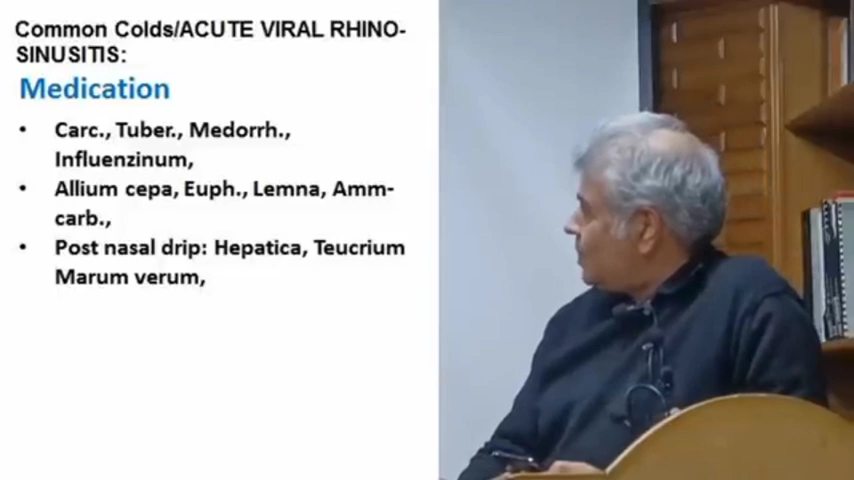 Common Colds/ACUTE VIRAL RHINO-
SINUSITIS:
Medication
• Carc., Tuber., Medorrh.,
Influenzinum,
• Allium cepa, Euph., Lemna, Amm-
carb.,
• Post nasal drip: Hepatica, Teucrium
Marum verum,